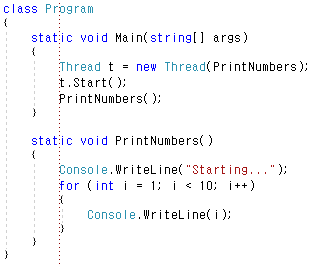 class Program
{
    static void Main(string[] args)
    {
        Thread t = new Thread(PrintNumbers);
        t.Start();
        PrintNumbers();
    }

    static void PrintNumbers()
    {
        Console.WriteLine("Starting...");
        for (int i = 1; i < 10; i++)
        {
            Console.WriteLine(i);
        }
    }
}